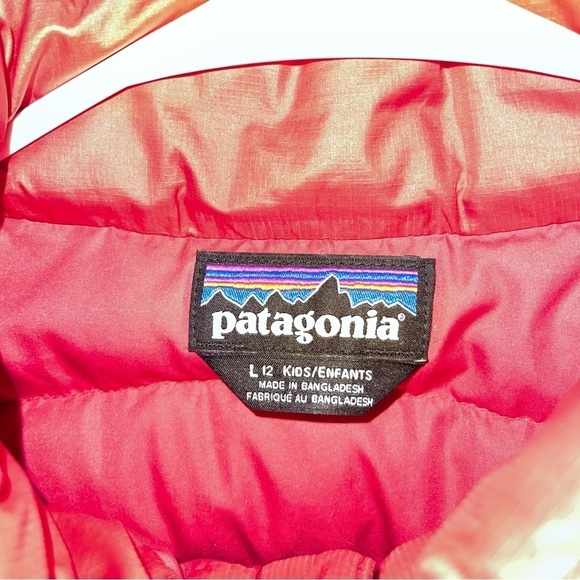 patagonia®
L 12 KIDS/ENFANTS
MADE IN BANGLADESH
FABRIQUÉ AU BANGLADESH